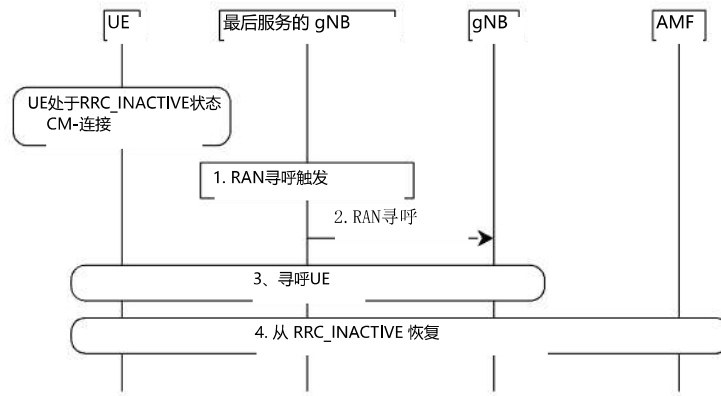 UE
最后服务的 gNB
gNB
AMF
UE处于RRC_INACTIVE状态
CM-连接
1. RAN寻呼触发
2.RAN寻呼
3、寻呼UE
4. 从 RRC_INACTIVE 恢复